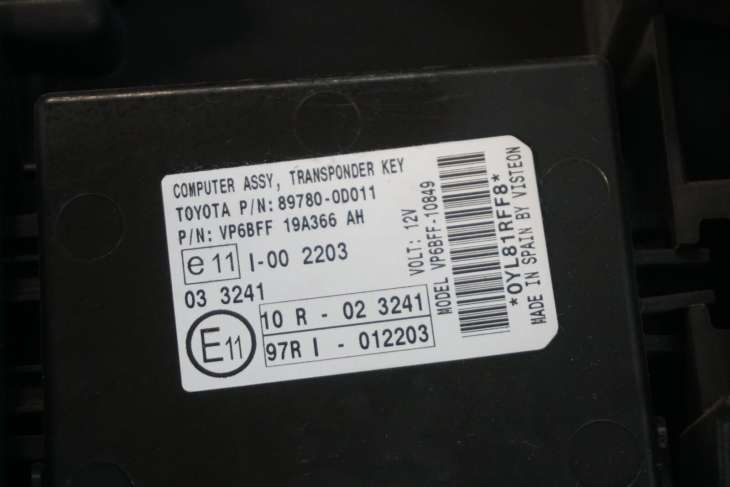 COMPUTER ASSY, TRANSPONDER KEY
TOYOTA P/N: 89780-0D011
P/N: VP6BFF 19A366 AH
e 11 I-00 2203
03 3241
E11
10 R - 02 3241
97R I - 012203
VOLT: 12V
MODEL VP6BFF-10849
*0YL81RFF8*
MADE IN SPAIN BY VISTEON